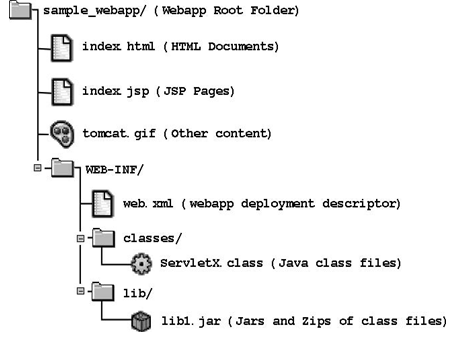 sample_webapp/ (Webapp Root Folder)
index.html (HTML Documents)
index.jsp (JSP Pages)
tomcat.gif (Other content)
WEB-INF/
web.xml (webapp deployment descriptor)
classes/
ServletX.class (Java class files)
lib/
lib1.jar (Jars and Zips of class files)